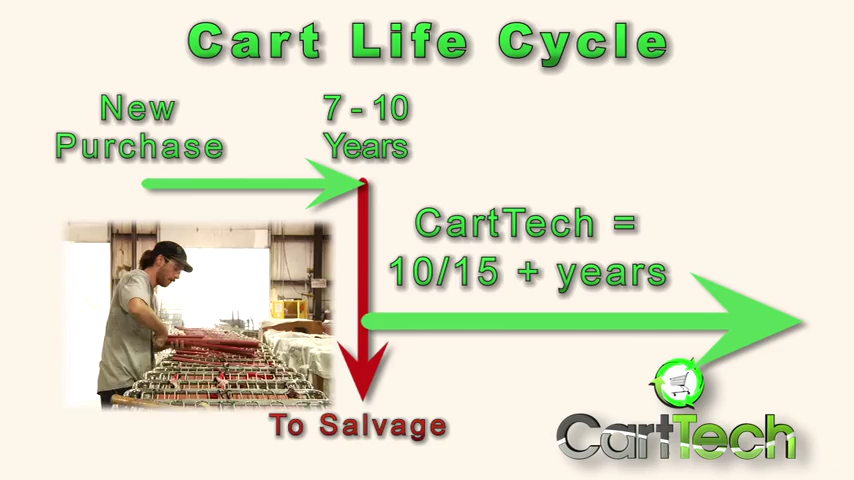 Cart Life Cycle
New
Purchase
7 - 10
Years
CartTech =
10/15 + years
To Salvage
CartTech